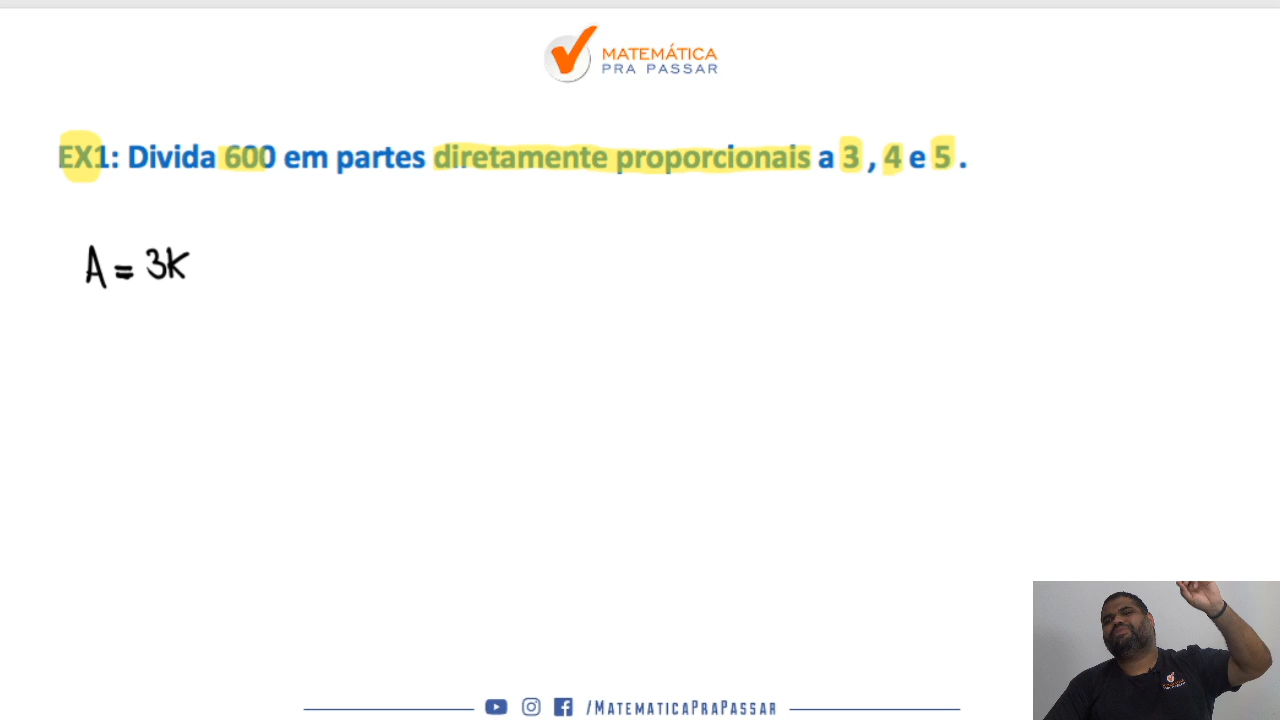 MATEMÁTICA
PRA PASSAR
EX1: Divida 600 em partes diretamente proporcionais a 3 , 4 e 5 .
A = 3K
/MATEMATICAPRAPASSAR